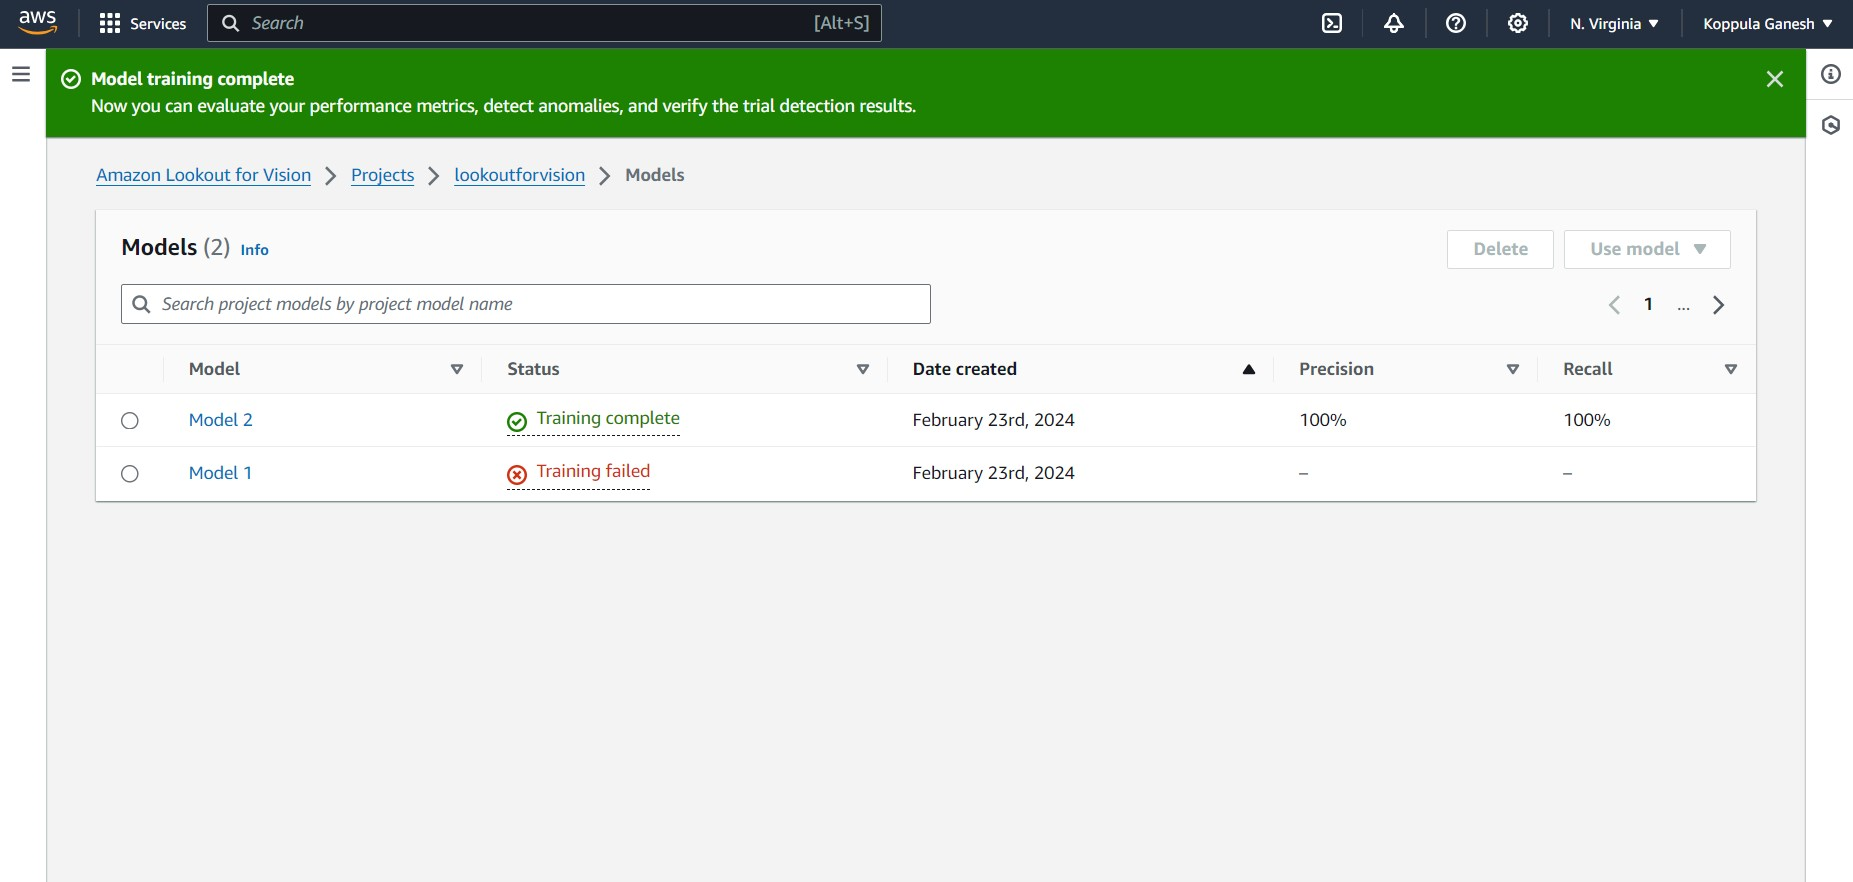 aws Services Search [Alt+S] N. Virginia Koppula Ganesh
Model training complete
Now you can evaluate your performance metrics, detect anomalies, and verify the trial detection results.
Amazon Lookout for Vision Projects lookoutforvision Models
Models (2) Info Delete Use model
Search project models by project model name 1 ...
Model Status Date created Precision Recall
Model 2 Training complete February 23rd, 2024 100% 100%
Model 1 Training failed February 23rd, 2024 – –